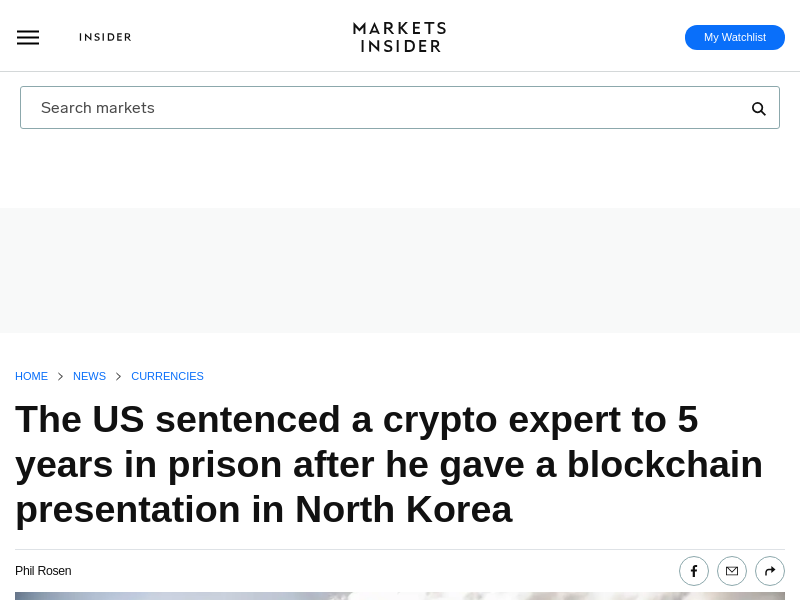 INSIDER
MARKETS
INSIDER
My Watchlist
Search markets
HOME > NEWS > CURRENCIES
The US sentenced a crypto expert to 5
years in prison after he gave a blockchain
presentation in North Korea
Phil Rosen